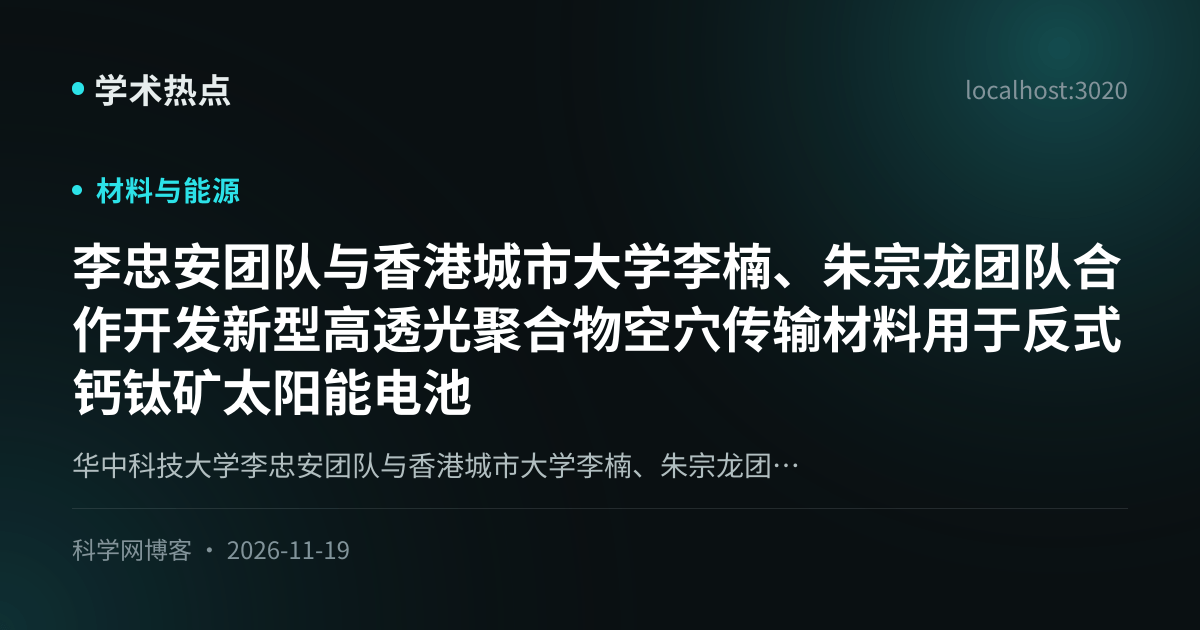 学术热点
localhost:3020
材料与能源
李忠安团队与香港城市大学李楠、朱宗龙团队合
作开发新型高透光聚合物空穴传输材料用于反式
钙钛矿太阳能电池
华中科技大学李忠安团队与香港城市大学李楠、朱宗龙团…
科学网博客 · 2026-11-19